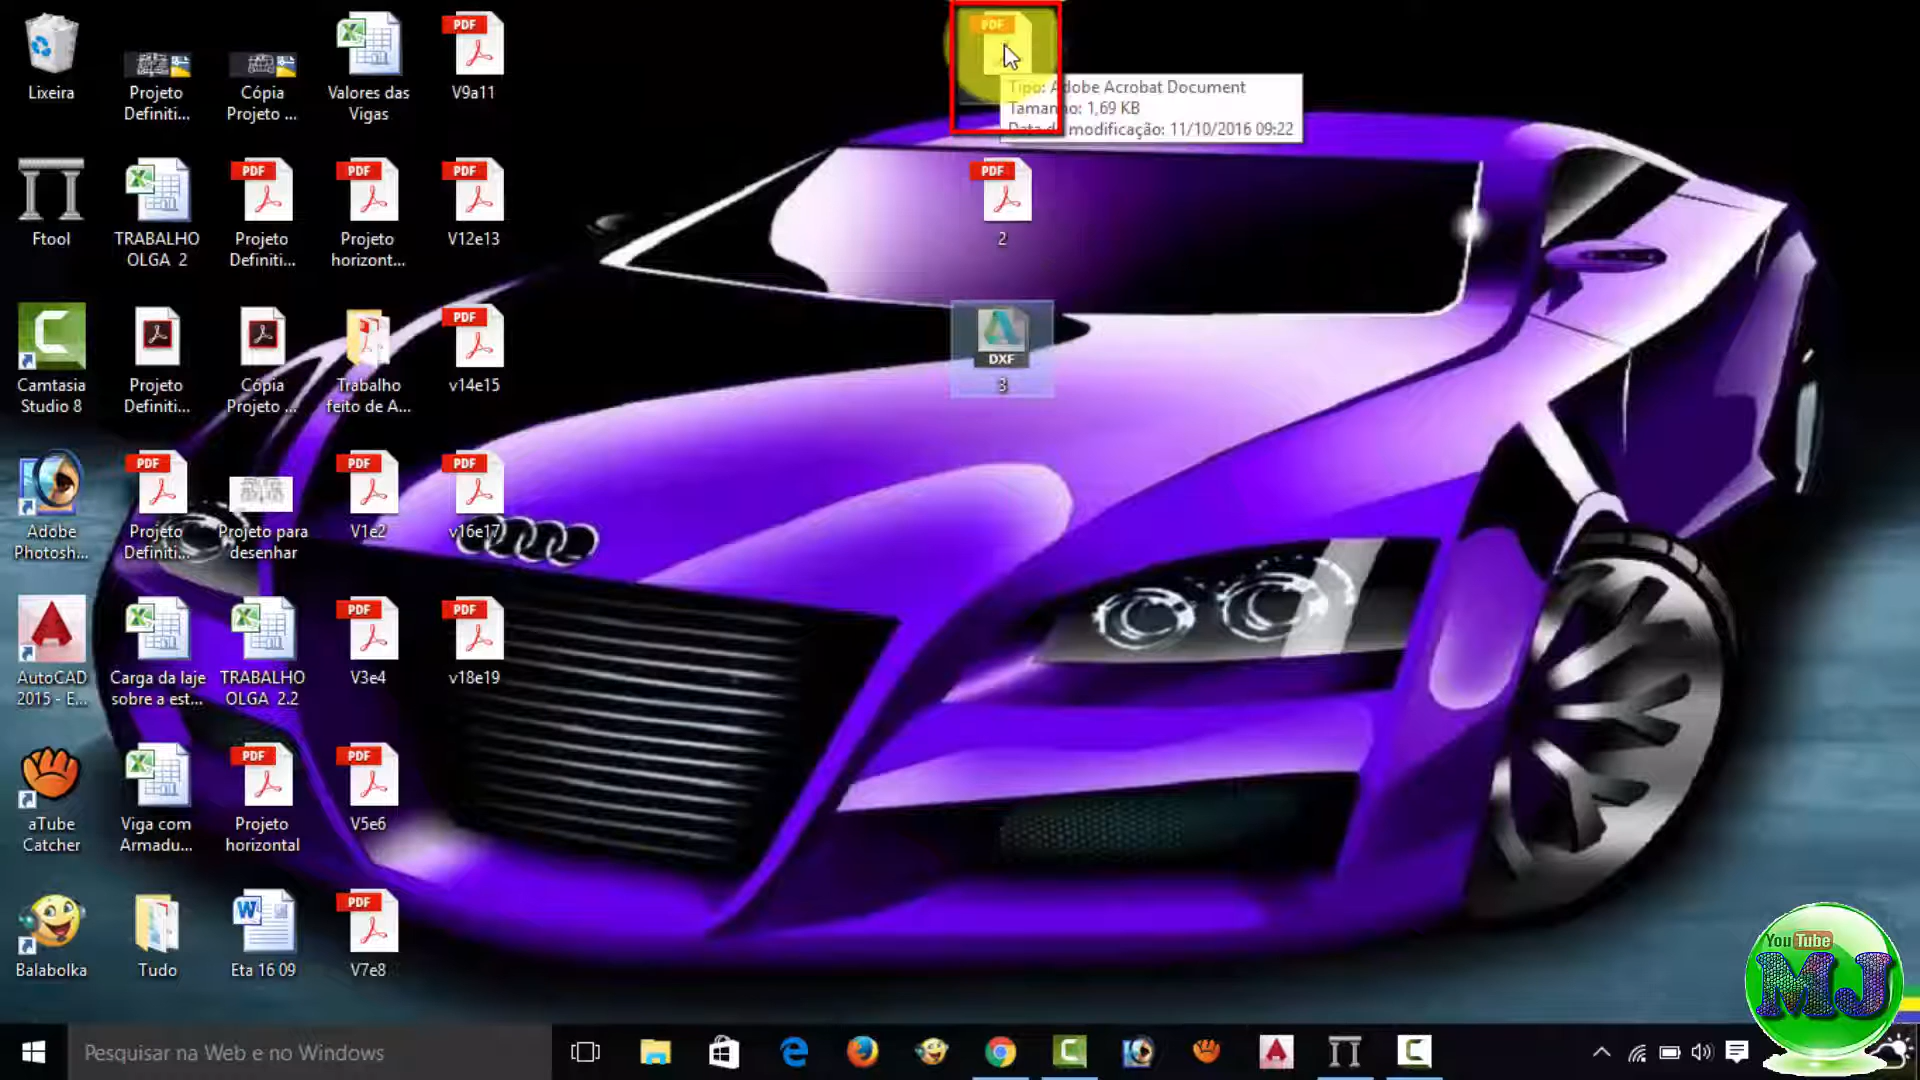 Lixeira
Projeto
Definiti...
Cópia
Projeto ...
Valores das
Vigas
PDF
V9a11
PDF
Tipo: Adobe Acrobat Document
Tamanho: 1,69 KB
Data de modificação: 11/10/2016 09:22
Ftool
TRABALHO
OLGA 2
PDF
Projeto
Definiti...
PDF
Projeto
horizont...
PDF
V12e13
PDF
2
Camtasia
Studio 8
Projeto
Definiti...
Cópia
Projeto ...
Trabalho
feito de A...
PDF
v14e15
DXF
3
Adobe
Photosh...
PDF
Projeto
Definiti...
Projeto para
desenhar
PDF
V1e2
PDF
v16e17
AutoCAD
2015 - E...
Carga da laje
sobre a est...
TRABALHO
OLGA 2.2
PDF
V3e4
PDF
v18e19
aTube
Catcher
Viga com
Armadu...
PDF
Projeto
horizontal
PDF
V5e6
Balabolka
Tudo
Eta 16 09
PDF
V7e8
You Tube
MJ
Pesquisar na Web e no Windows